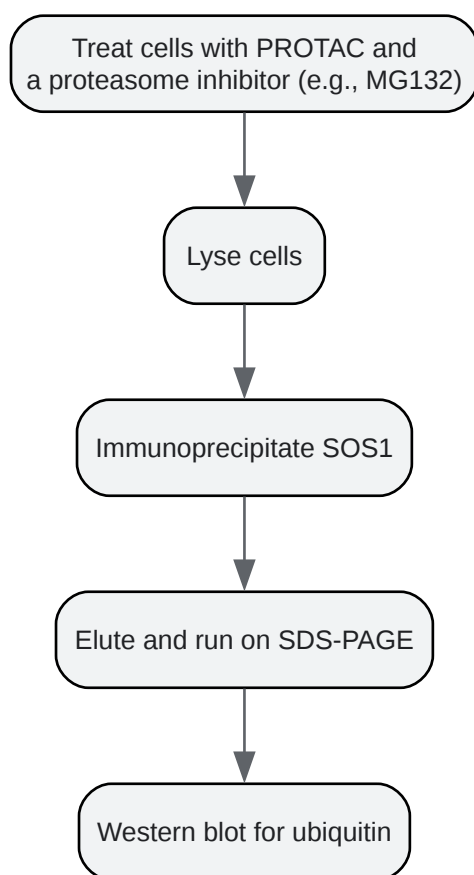 Treat cells with PROTAC and
a proteasome inhibitor (e.g., MG132)
Lyse cells
Immunoprecipitate SOS1
Elute and run on SDS-PAGE
Western blot for ubiquitin